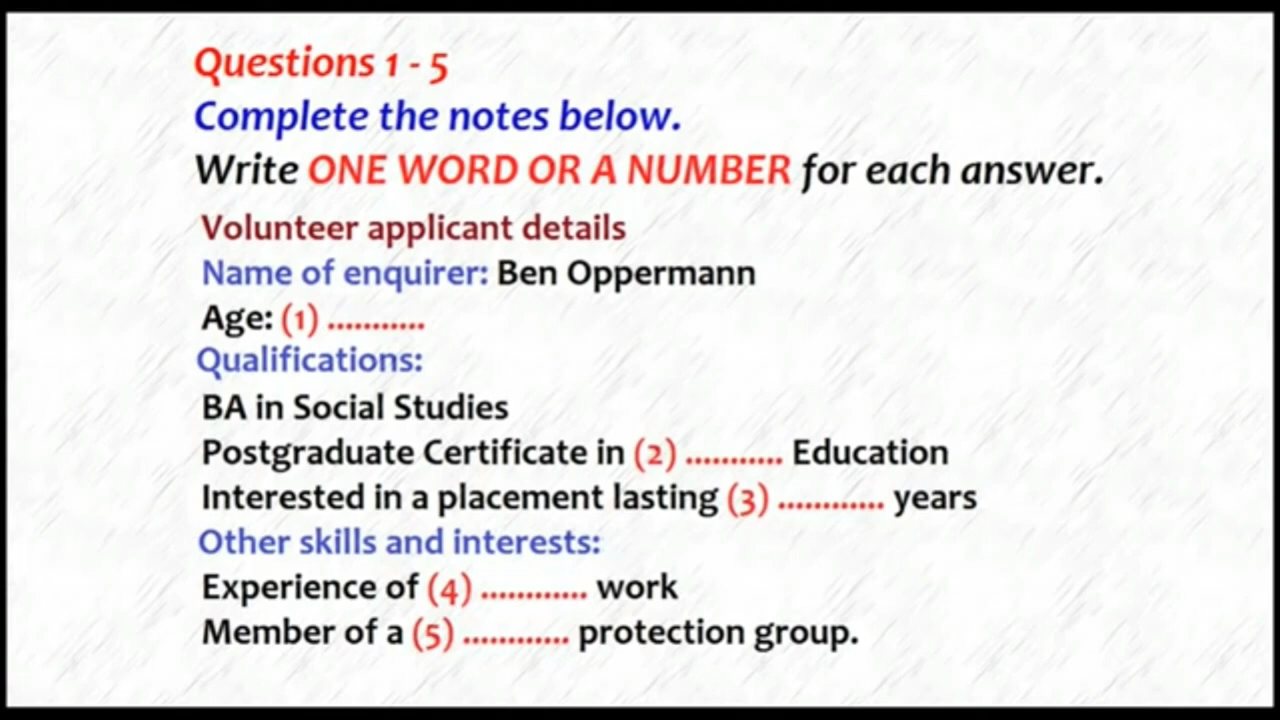 Questions 1 - 5
Complete the notes below.
Write ONE WORD OR A NUMBER for each answer.
Volunteer applicant details
Name of enquirer: Ben Oppermann
Age: (1) ...........
Qualifications:
BA in Social Studies
Postgraduate Certificate in (2) ........... Education
Interested in a placement lasting (3) ............ years
Other skills and interests:
Experience of (4) ............ work
Member of a (5) ............ protection group.